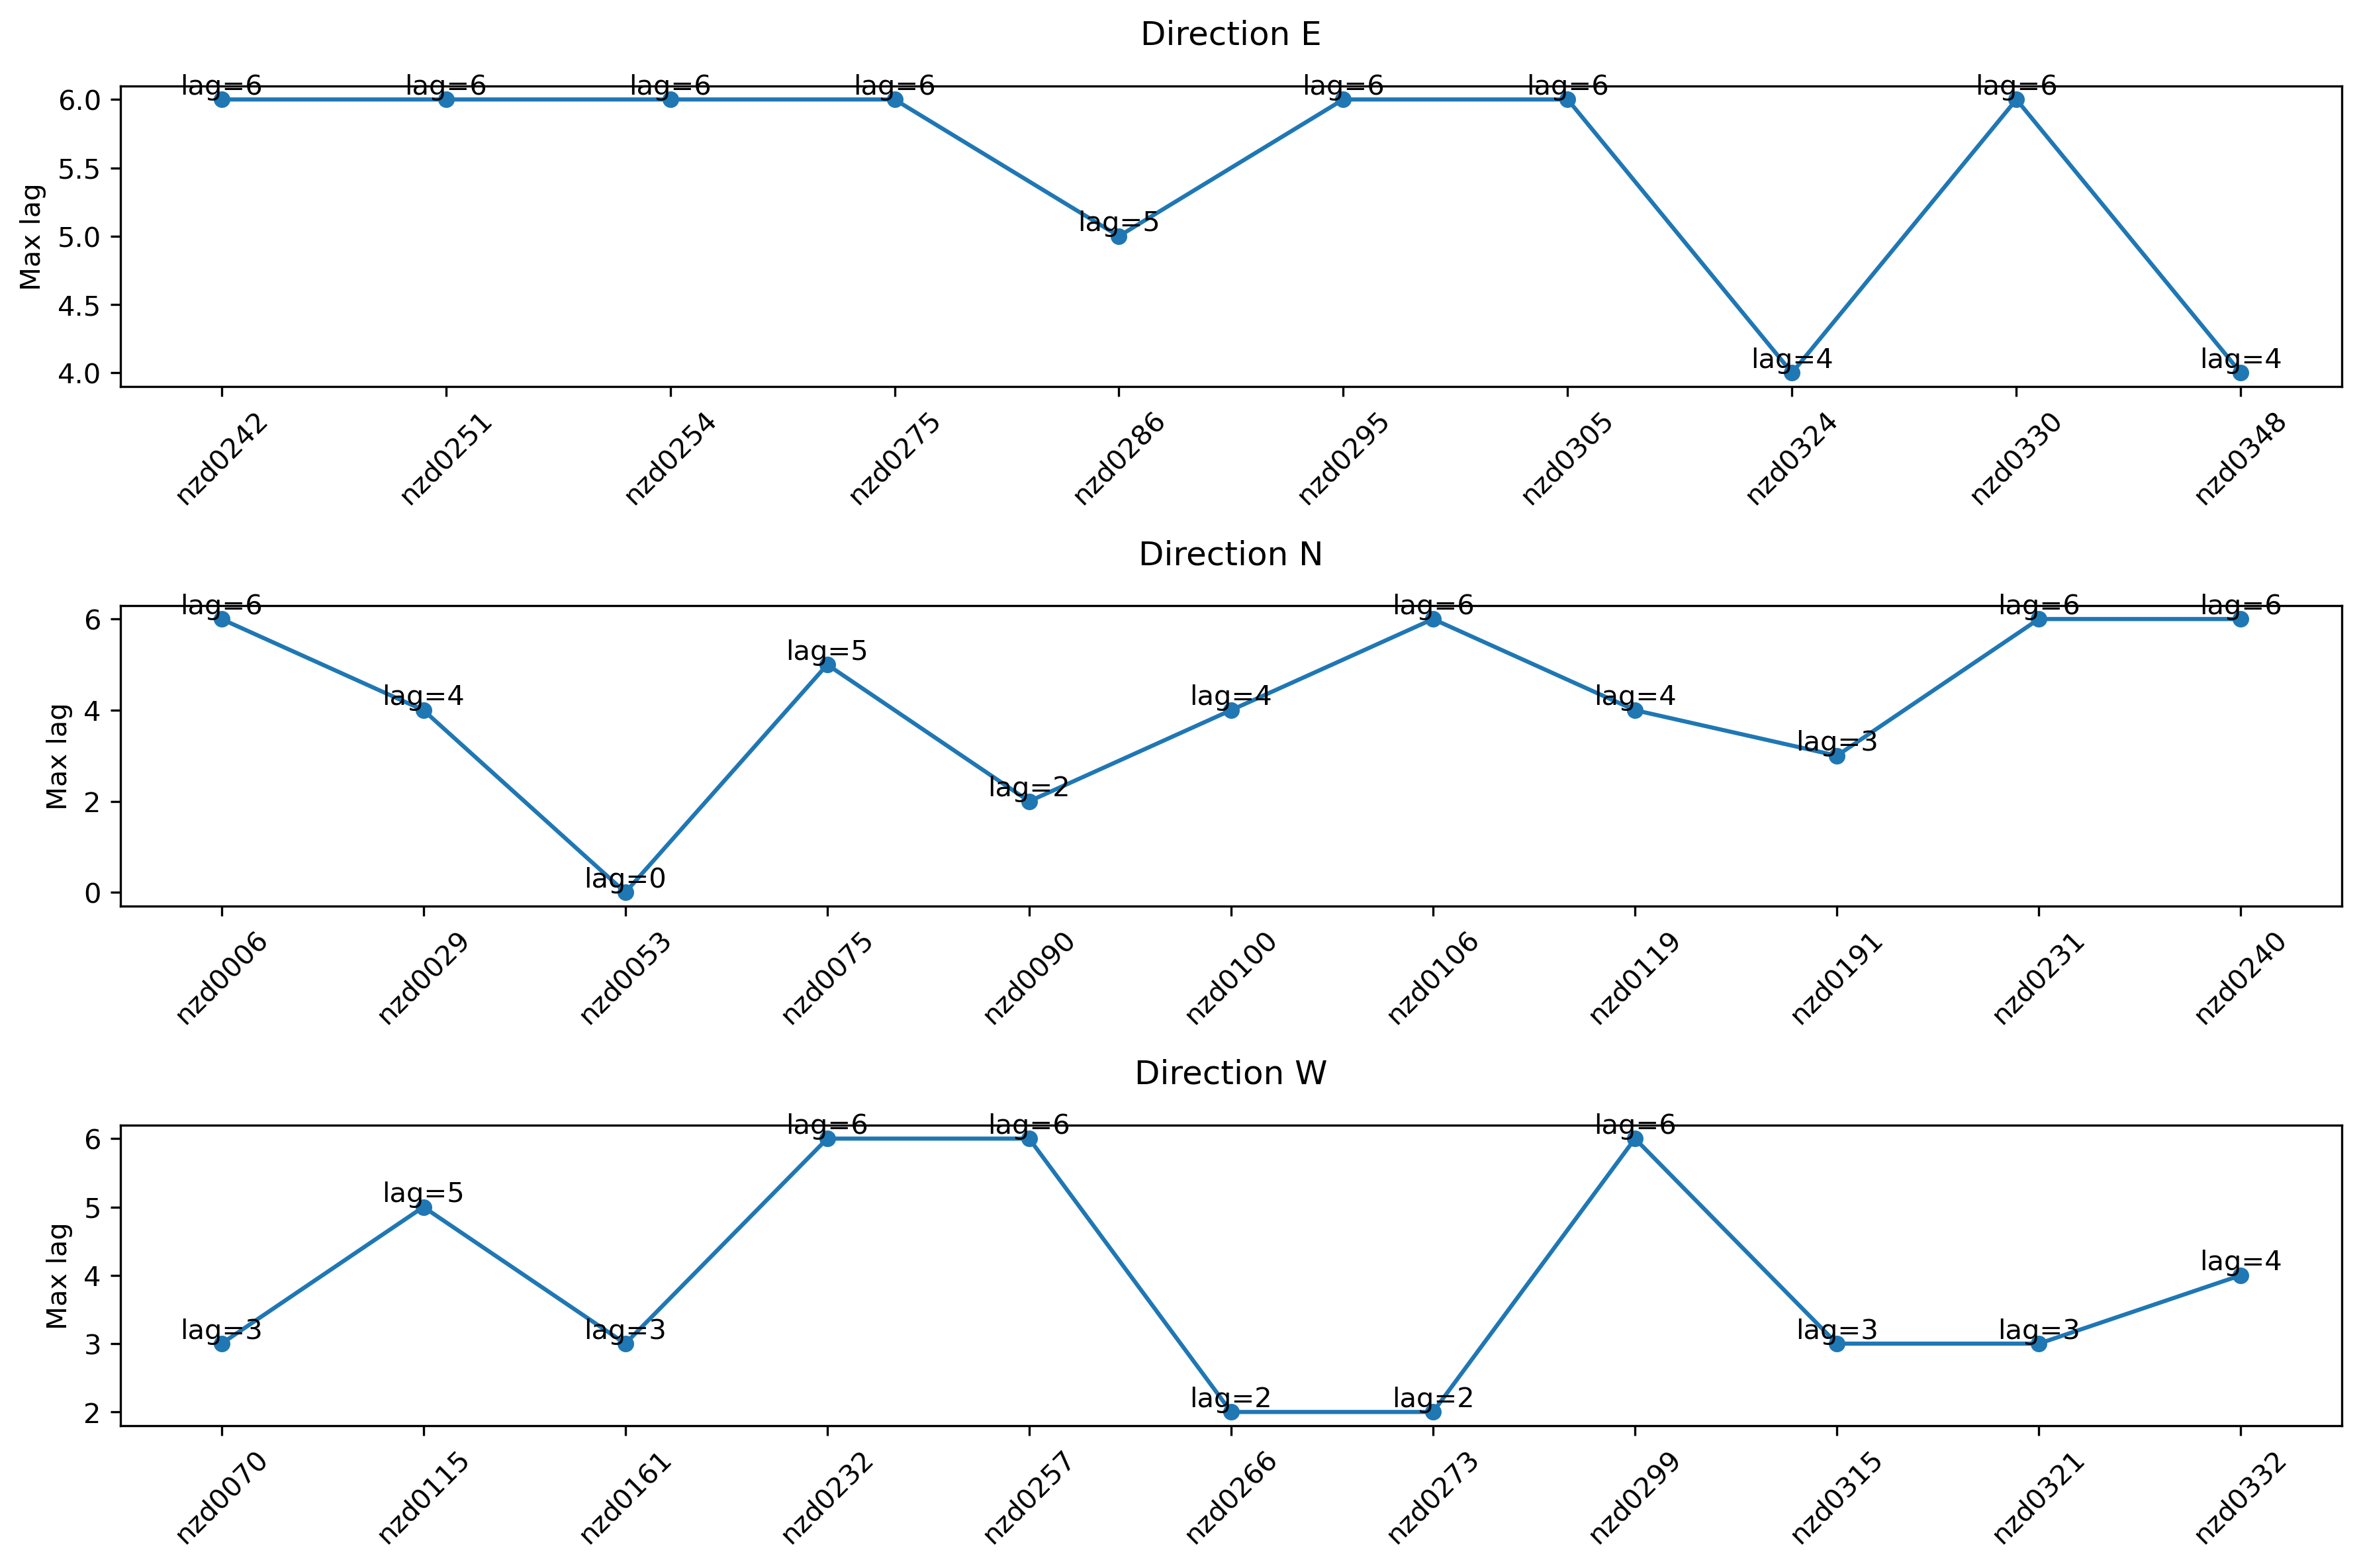 Direction E
lag=6 lag=6 lag=6 lag=6 lag=6 lag=6 lag=6
6.0
5.5
lag=5
5.0
4.5
lag=4 lag=4
4.0
Max lag
nzd0242 nzd0251 nzd0254 nzd0275 nzd0286 nzd0295 nzd0305 nzd0324 nzd0330 nzd0348
Direction N
lag=6 lag=6 lag=6 lag=6
6
lag=5
lag=4 lag=4 lag=4
4
lag=3
lag=2
2
lag=0
0
Max lag
nzd0006 nzd0029 nzd0053 nzd0075 nzd0090 nzd0100 nzd0106 nzd0119 nzd0191 nzd0231 nzd0240
Direction W
lag=6 lag=6 lag=6
6
lag=5
5
lag=4
4
lag=3 lag=3 lag=3 lag=3
3
lag=2 lag=2
2
Max lag
nzd0070 nzd0115 nzd0161 nzd0232 nzd0257 nzd0266 nzd0273 nzd0299 nzd0315 nzd0321 nzd0332